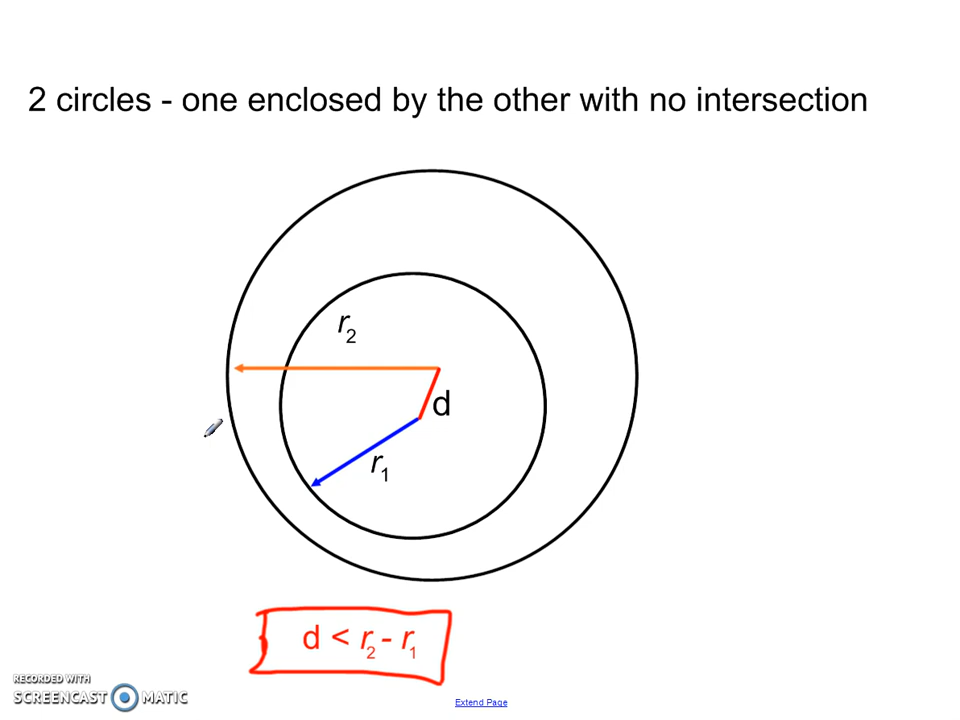 2 circles - one enclosed by the other with no intersection
r2
d
r1
d < r2 - r1
RECORDED WITH
SCREENCAST MATIC
Extend Page